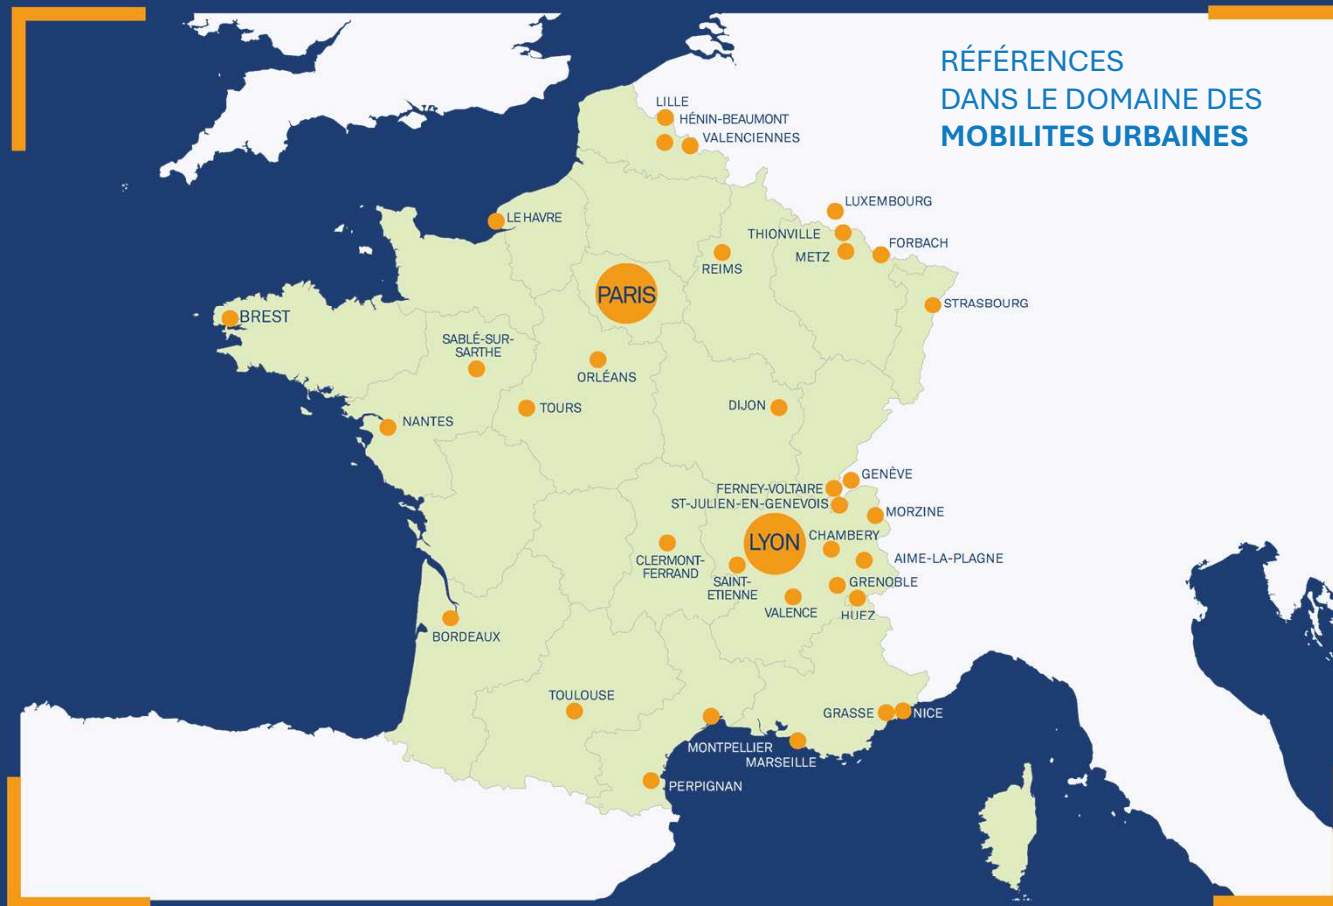 RÉFÉRENCES
DANS LE DOMAINE DES
MOBILITES URBAINES
LILLE
HÉNIN-BEAUMONT
VALENCIENNES
LUXEMBOURG
LE HAVRE
THIONVILLE
FORBACH
METZ
REIMS
PARIS
STRASBOURG
BREST
SABLÉ-SUR-
SARTHE
ORLÉANS
DIJON
TOURS
NANTES
GENÈVE
FERNEY-VOLTAIRE
ST-JULIEN-EN-GENEVOIS
MORZINE
LYON
CHAMBERY
AIME-LA-PLAGNE
CLERMONT-
FERRAND
SAINT-
ETIENNE
GRENOBLE
VALENCE
HUEZ
BORDEAUX
TOULOUSE
GRASSE
NICE
MONTPELLIER
MARSEILLE
PERPIGNAN